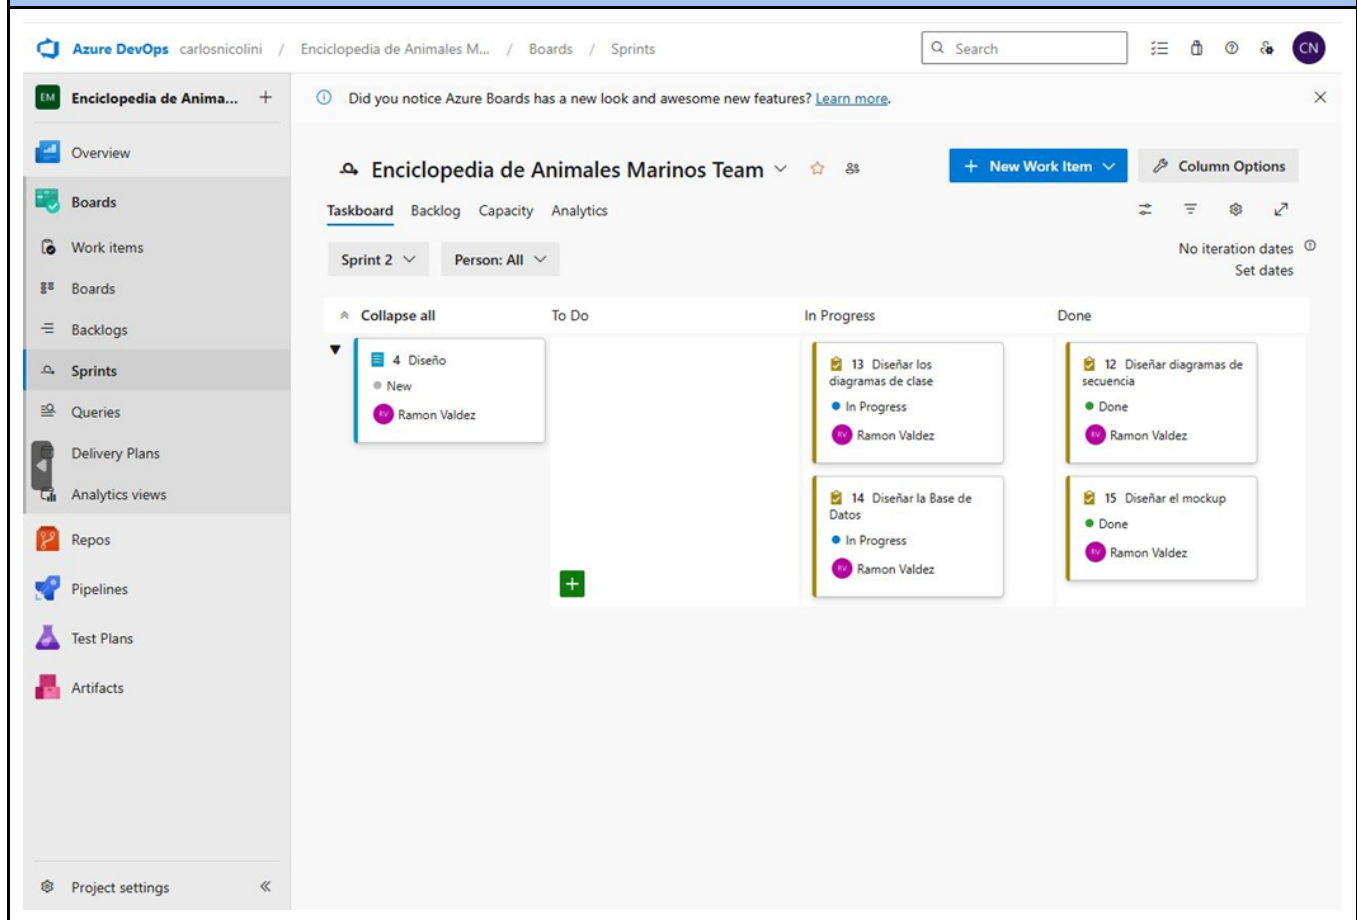 Azure DevOps carlosnicolini / Enciclopedia de Animales M... / Boards / Sprints
Search
CN
EM Enciclopedia de Anima... +
Did you notice Azure Boards has a new look and awesome new features? Learn more.
Overview
Boards
Work items
Boards
Backlogs
Sprints
Queries
Delivery Plans
Analytics views
Repos
Pipelines
Test Plans
Artifacts
Project settings
Enciclopedia de Animales Marinos Team
+ New Work Item
Column Options
Taskboard Backlog Capacity Analytics
Sprint 2
Person: All
No iteration dates
Set dates
Collapse all
To Do
In Progress
Done
4 Diseño
New
RV Ramon Valdez
13 Diseñar los
diagramas de clase
In Progress
RV Ramon Valdez
14 Diseñar la Base de
Datos
In Progress
RV Ramon Valdez
12 Diseñar diagramas de
secuencia
Done
RV Ramon Valdez
15 Diseñar el mockup
Done
RV Ramon Valdez